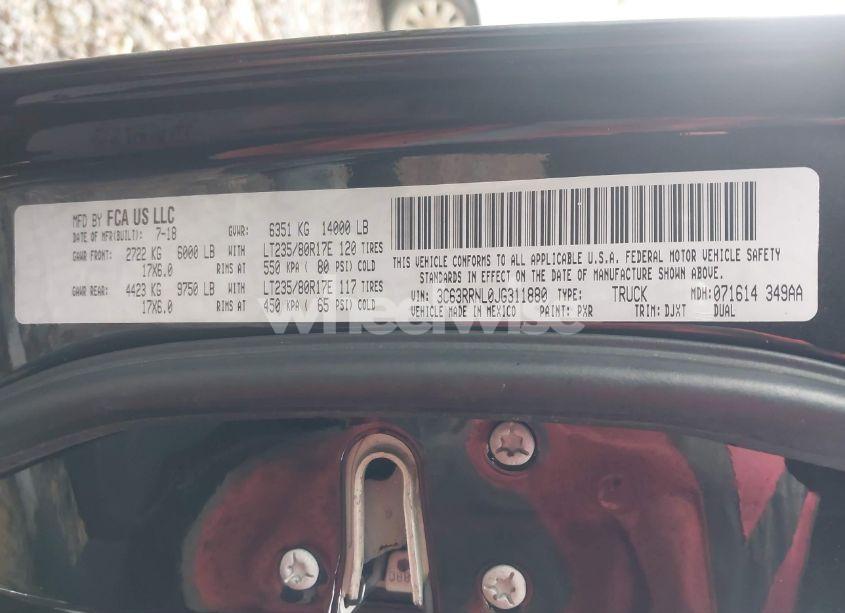 MFD BY FCA US LLC
DATE OF MFR(BUILT): 7-18 GVWR: 6351 KG 14000 LB
GAWR FRONT: 2722 KG 6000 LB WITH LT235/80R17E 120 TIRES
17X6.0 RIMS AT 550 KPA ( 80 PSI) COLD
GAWR REAR: 4423 KG 9750 LB WITH LT235/80R17E 117 TIRES
17X6.0 RIMS AT 450 KPA ( 65 PSI) COLD
THIS VEHICLE CONFORMS TO ALL APPLICABLE U.S.A. FEDERAL MOTOR VEHICLE SAFETY
STANDARDS IN EFFECT ON THE DATE OF MANUFACTURE SHOWN ABOVE.
VIN: 3C63RRNL0JG311880 TYPE: TRUCK MDH: 071614 349AA
VEHICLE MADE IN MEXICO PAINT: PXR TRIM: DJXT DUAL
wheelwise